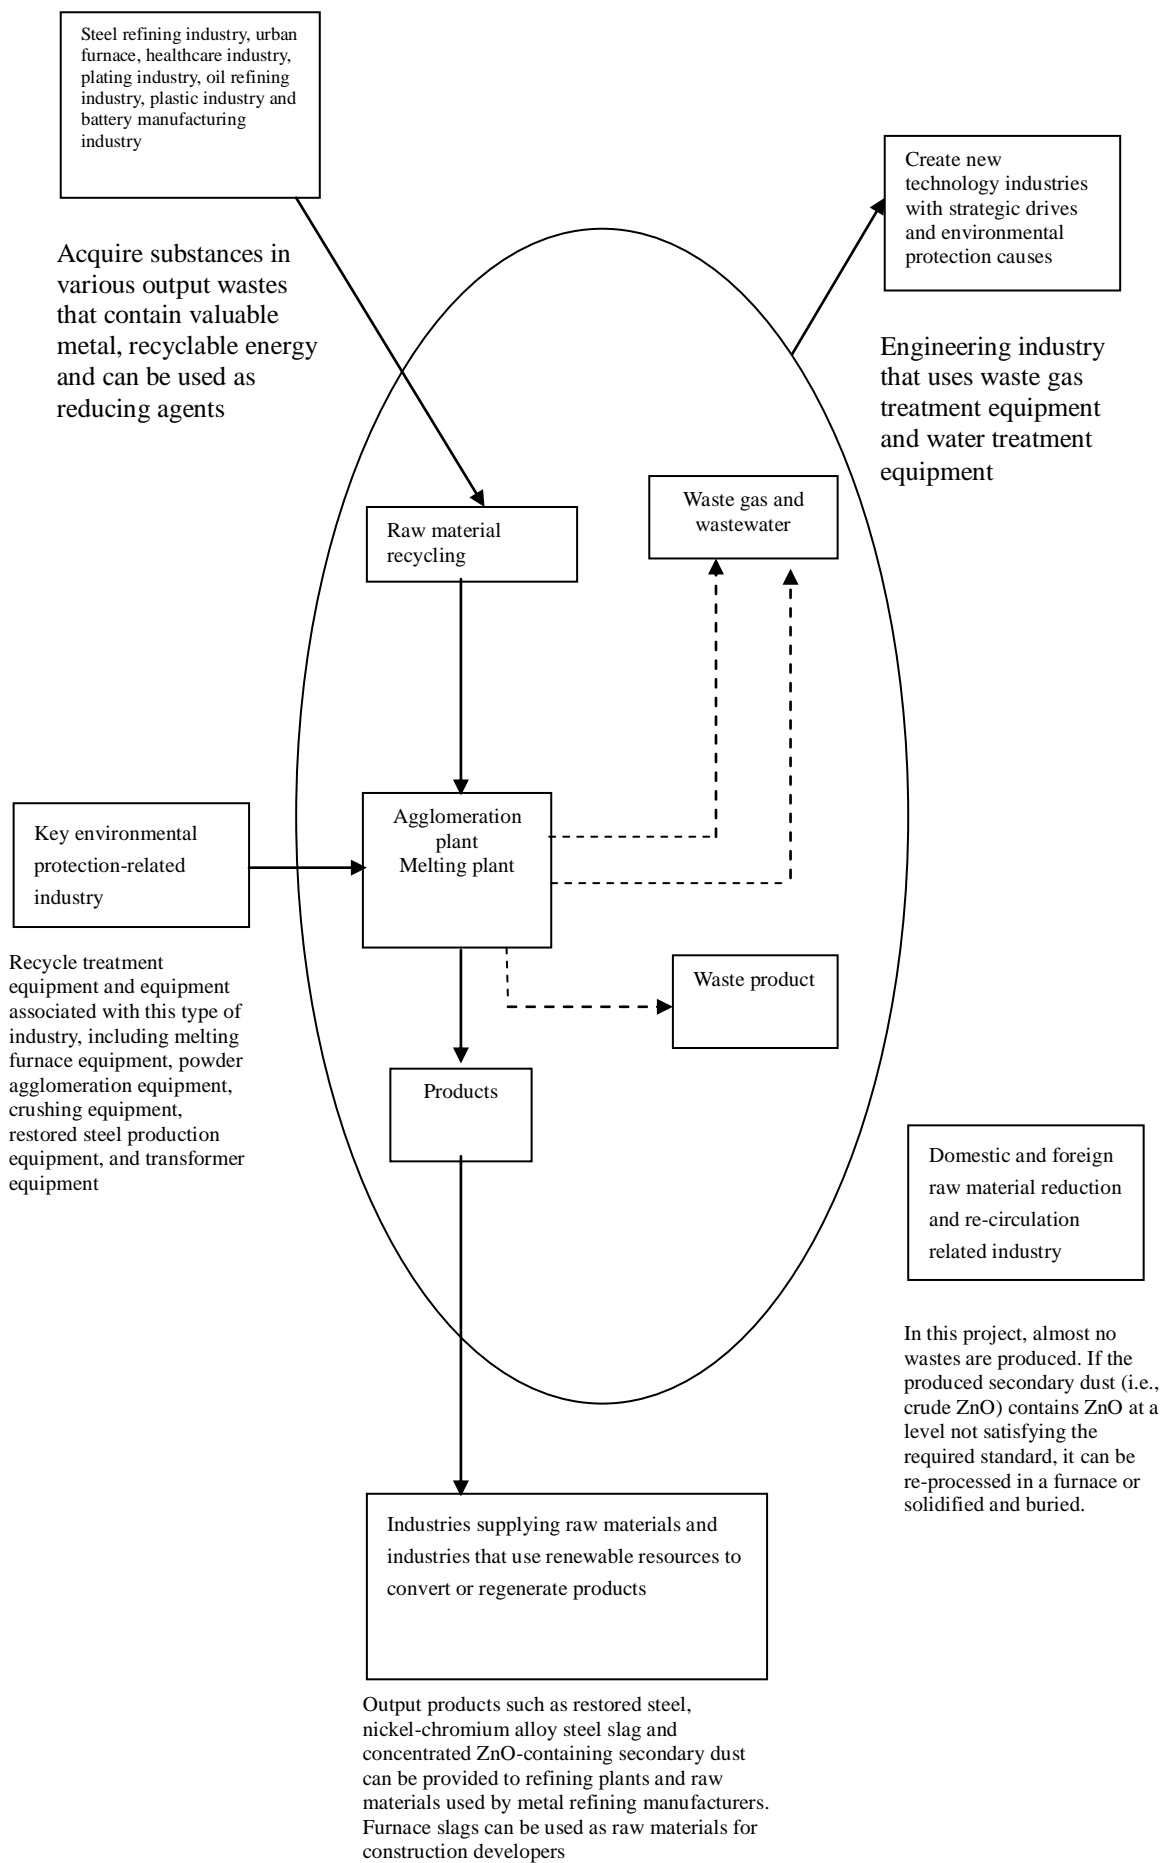 Steel refining industry, urban
furnace, healthcare industry,
plating industry, oil refining
industry, plastic industry and
battery manufacturing
industry
Create new
technology industries
with strategic drives
and environmental
protection causes
Acquire substances in
various output wastes
that contain valuable
metal, recyclable energy
and can be used as
reducing agents
Engineering industry
that uses waste gas
treatment equipment
and water treatment
equipment
Waste gas and
wastewater
Raw material
recycling
Agglomeration
plant
Melting plant
Key environmental
protection-related
industry
Recycle treatment
equipment and equipment
associated with this type of
industry, including melting
furnace equipment, powder
agglomeration equipment,
crushing equipment,
restored steel production
equipment, and transformer
equipment
Waste product
Products
Domestic and foreign
raw material reduction
and re-circulation
related industry
In this project, almost no
wastes are produced. If the
produced secondary dust (i.e.,
crude ZnO) contains ZnO at a
level not satisfying the
required standard, it can be
re-processed in a furnace or
solidified and buried.
Industries supplying raw materials and
industries that use renewable resources to
convert or regenerate products
Output products such as restored steel,
nickel-chromium alloy steel slag and
concentrated ZnO-containing secondary dust
can be provided to refining plants and raw
materials used by metal refining manufacturers.
Furnace slags can be used as raw materials for
construction developers